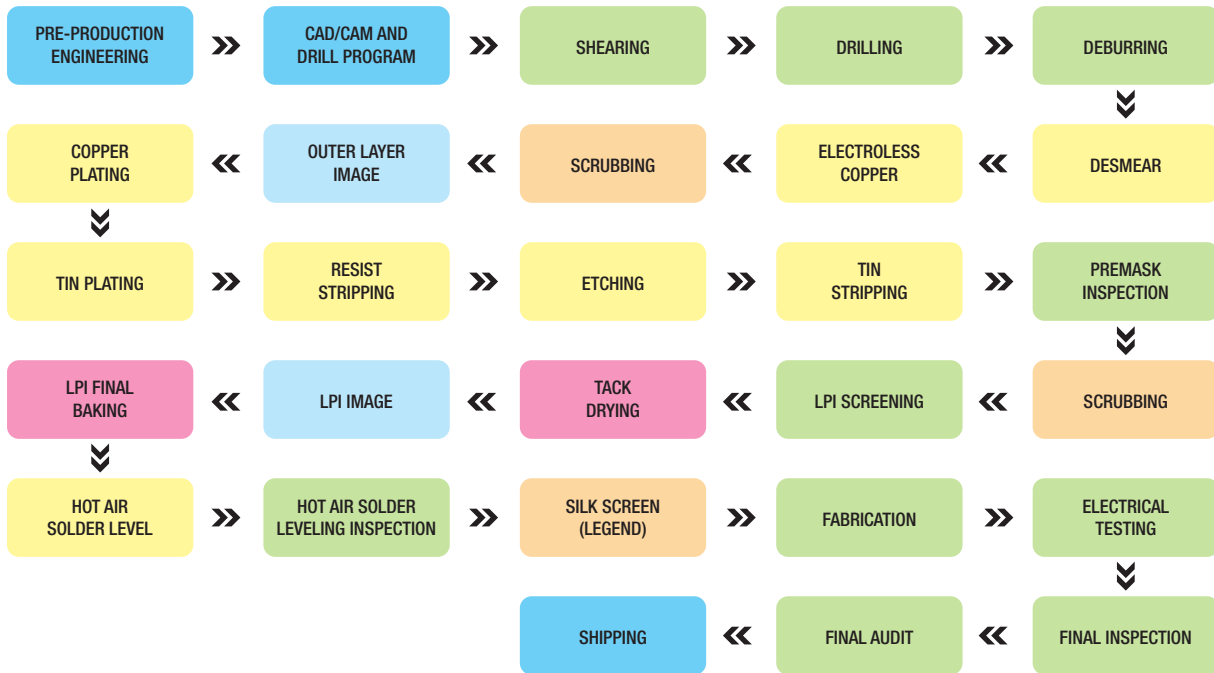 PRE-PRODUCTION
ENGINEERING
CAD/CAM AND
DRILL PROGRAM
SHEARING
DRILLING
DEBURRING
COPPER
PLATING
OUTER LAYER
IMAGE
SCRUBBING
ELECTROLESS
COPPER
DESMEAR
TIN PLATING
RESIST
STRIPPING
ETCHING
TIN
STRIPPING
PREMASK
INSPECTION
LPI FINAL
BAKING
LPI IMAGE
TACK
DRYING
LPI SCREENING
SCRUBBING
HOT AIR
SOLDER LEVEL
HOT AIR SOLDER
LEVELING INSPECTION
SILK SCREEN
(LEGEND)
FABRICATION
ELECTRICAL
TESTING
SHIPPING
FINAL AUDIT
FINAL INSPECTION